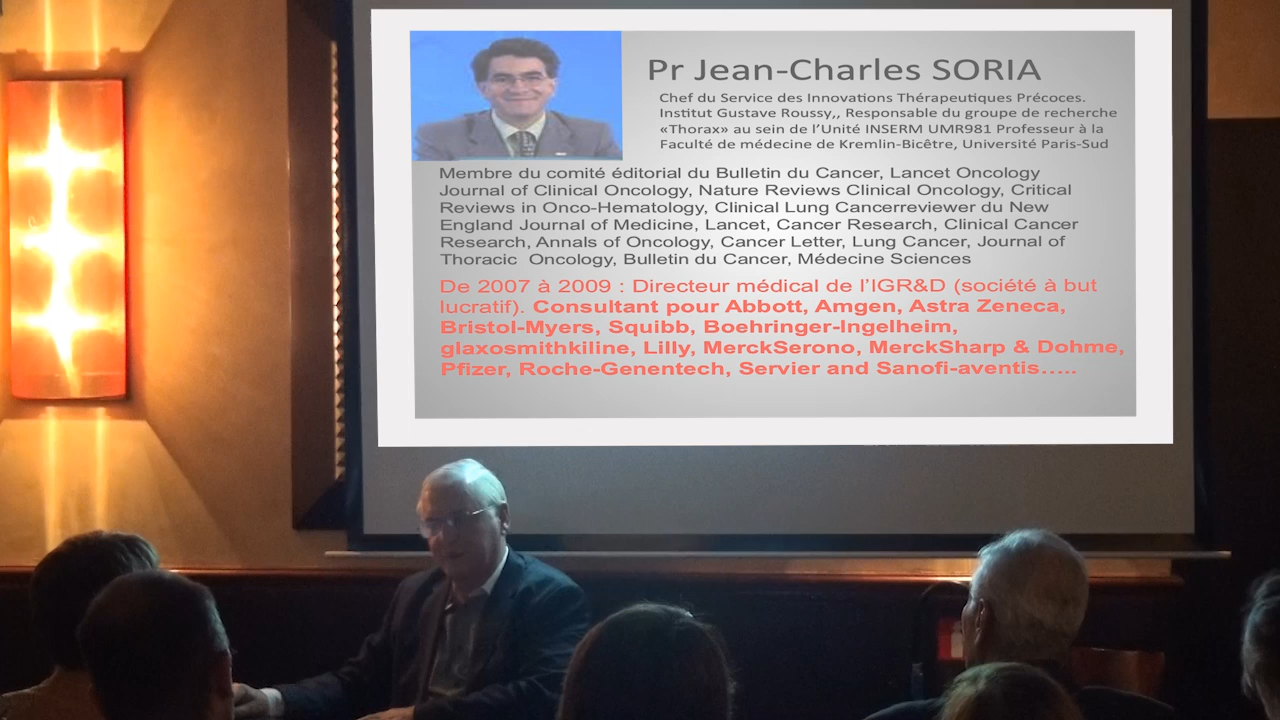 Pr Jean-Charles SORIA
Chef du Service des Innovations Thérapeutiques Précoces.
Institut Gustave Roussy,, Responsable du groupe de recherche
«Thorax» au sein de l'Unité INSERM UMR981 Professeur à la
Faculté de médecine de Kremlin-Bicêtre, Université Paris-Sud
Membre du comité éditorial du Bulletin du Cancer, Lancet Oncology
Journal of Clinical Oncology, Nature Reviews Clinical Oncology, Critical
Reviews in Onco-Hematology, Clinical Lung Cancerreviewer du New
England Journal of Medicine, Lancet, Cancer Research, Clinical Cancer
Research, Annals of Oncology, Cancer Letter, Lung Cancer, Journal of
Thoracic Oncology, Bulletin du Cancer, Médecine Sciences
De 2007 à 2009 : Directeur médical de l'IGR&D (société à but
lucratif). Consultant pour Abbott, Amgen, Astra Zeneca,
Bristol-Myers, Squibb, Boehringer-Ingelheim,
glaxosmithkiline, Lilly, MerckSerono, MerckSharp & Dohme,
Pfizer, Roche-Genentech, Servier and Sanofi-aventis…..